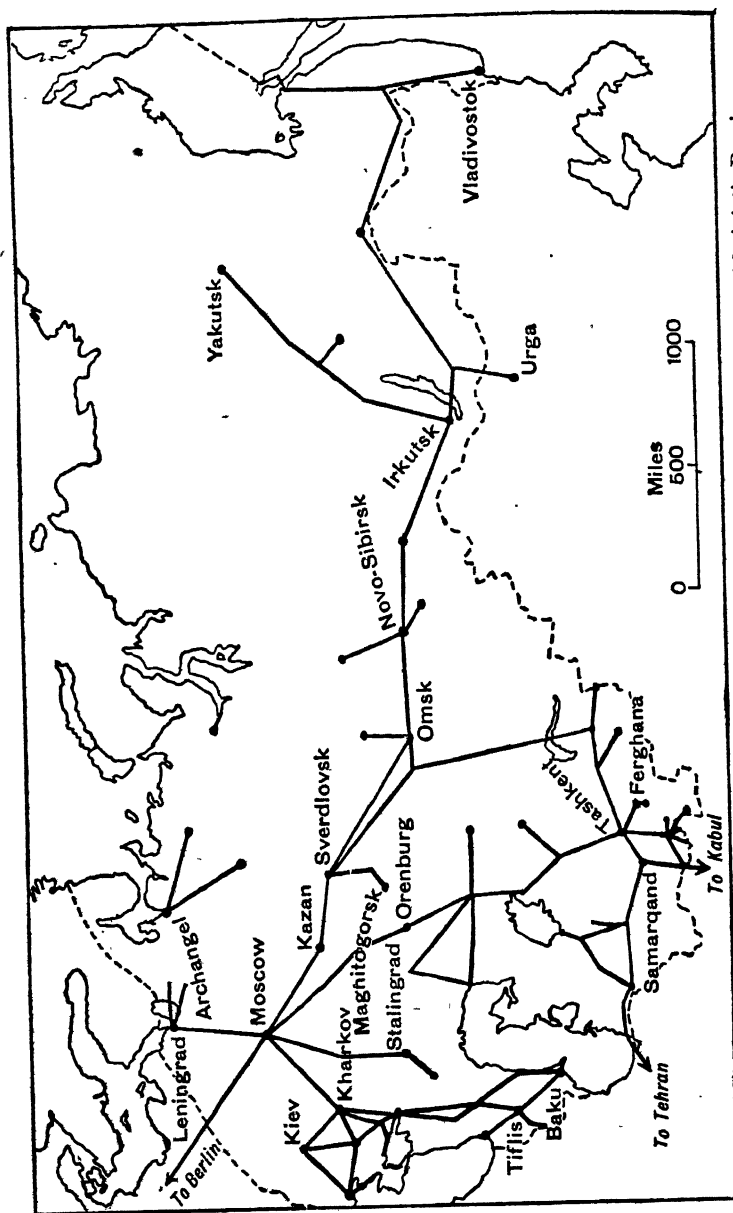 To Berlin
Leningrad
Archangel
Moscow
Kazan
Sverdlovsk
Omsk
Novo-Sibirsk
Irkutsk
Yakutsk
Urga
Vladivostok
Kiev
Kharkov
Stalingrad
Maghitogorsk
Orenburg
Tiflis
Baku
To Tehran
Samarqand
To Kabul
Tashkent
Ferghana
Miles
0 500 1000